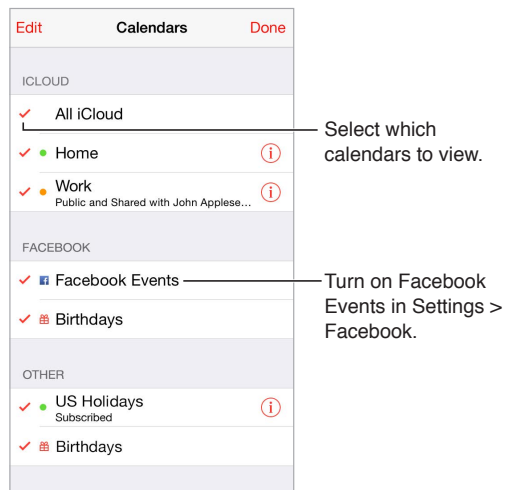 Edit Calendars Done
ICLOUD
All iCloud
Home
Work
Public and Shared with John Applese...
FACEBOOK
Facebook Events
Birthdays
OTHER
US Holidays
Subscribed
Birthdays
Select which
calendars to view.
Turn on Facebook
Events in Settings >
Facebook.